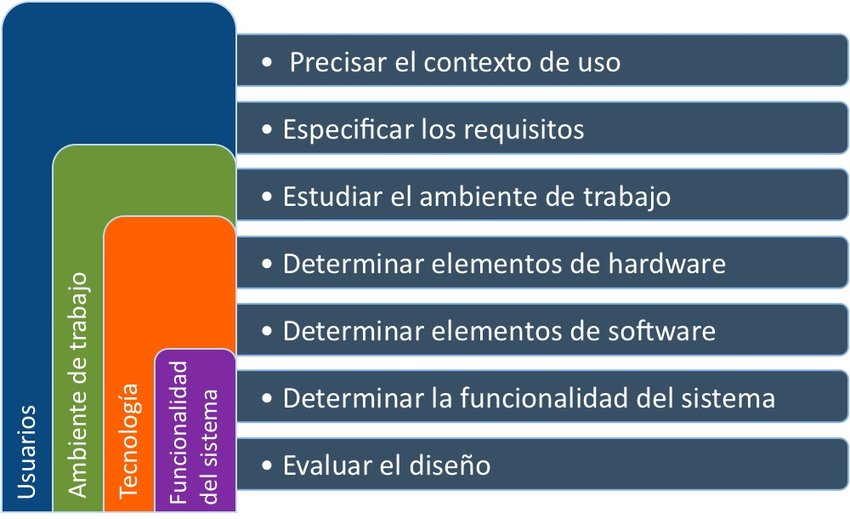 Usuarios
Ambiente de trabajo
Tecnología
Funcionalidad
del sistema
• Precisar el contexto de uso
• Especificar los requisitos
• Estudiar el ambiente de trabajo
• Determinar elementos de hardware
• Determinar elementos de software
• Determinar la funcionalidad del sistema
• Evaluar el diseño